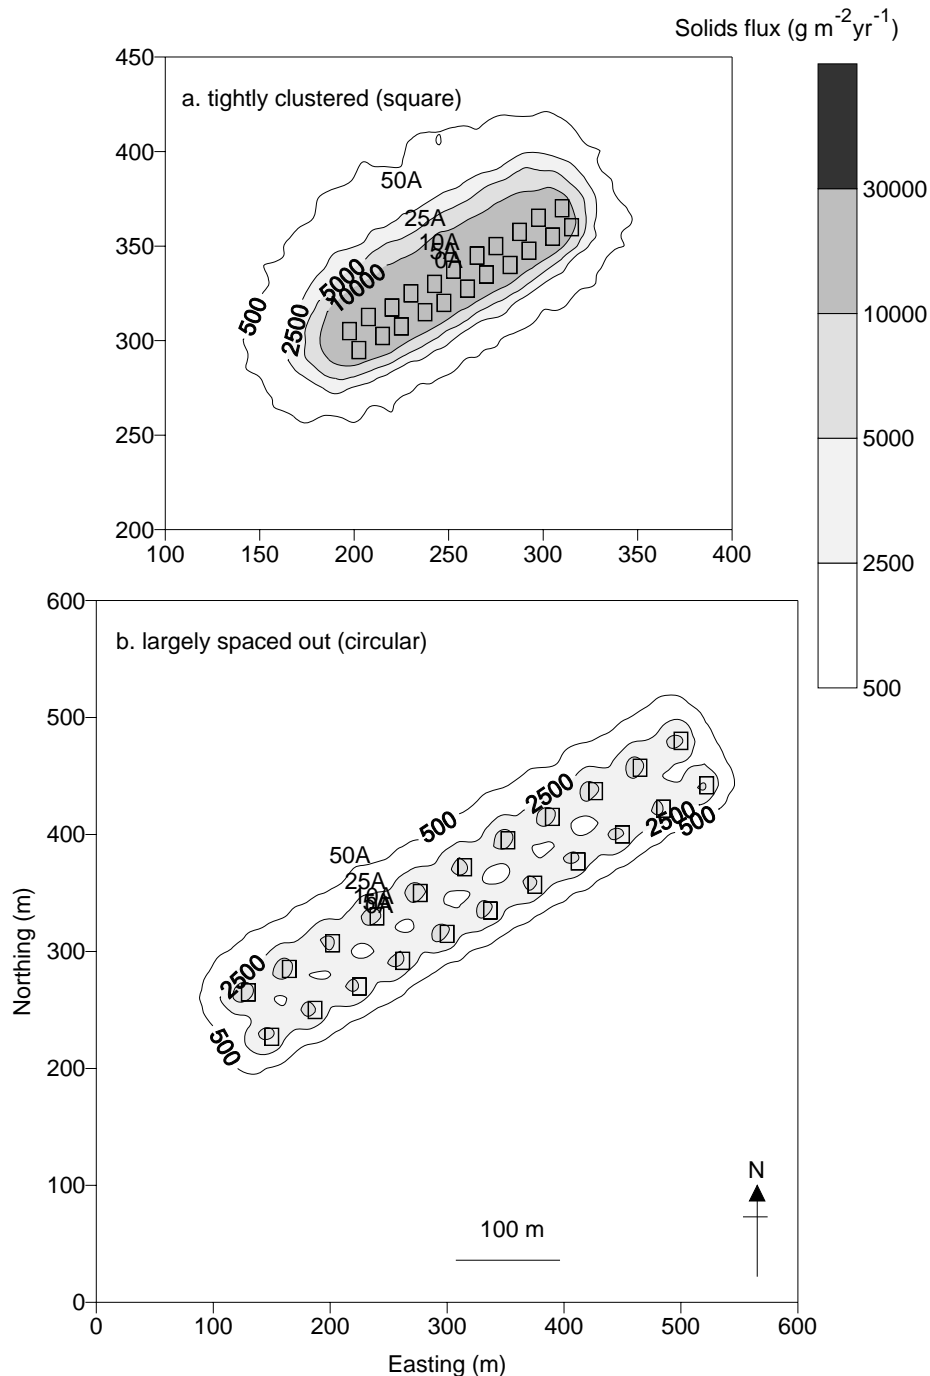 Solids flux (g m-2yr-1)
450
a. tightly clustered (square)
400
50A
30000
25A
350
10A
5A
0A
5000
10000
500
2500
10000
300
250
5000
200
100 150 200 250 300 350 400
2500
600
b. largely spaced out (circular)
500
500
2500
500
2500
400
500
50A
25A
10A
5A
0A
300
2500
500
200
N
100
100 m
0
0 100 200 300 400 500 600
Northing (m)
Easting (m)